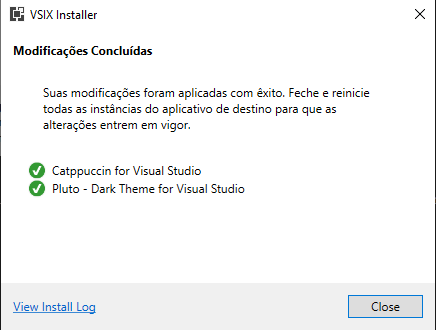 VSIX Installer
Modificações Concluídas
Suas modificações foram aplicadas com êxito. Feche e reinicie
todas as instâncias do aplicativo de destino para que as
alterações entrem em vigor.
Catppuccin for Visual Studio
Pluto - Dark Theme for Visual Studio
View Install Log
Close